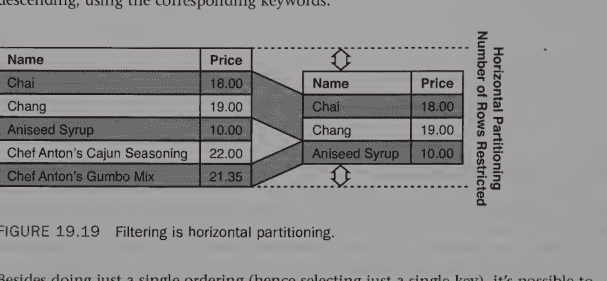 descending, using the corresponding keywords.
Name Price
Chai 18.00
Chang 19.00
Aniseed Syrup 10.00
Chef Anton's Cajun Seasoning 22.00
Chef Anton's Gumbo Mix 21.35
Name Price
Chai 18.00
Chang 19.00
Aniseed Syrup 10.00
Horizontal Partitioning
Number of Rows Restricted
FIGURE 19.19 Filtering is horizontal partitioning.
Besides doing just a single ordering (hence selecting just a single key), it's possible to